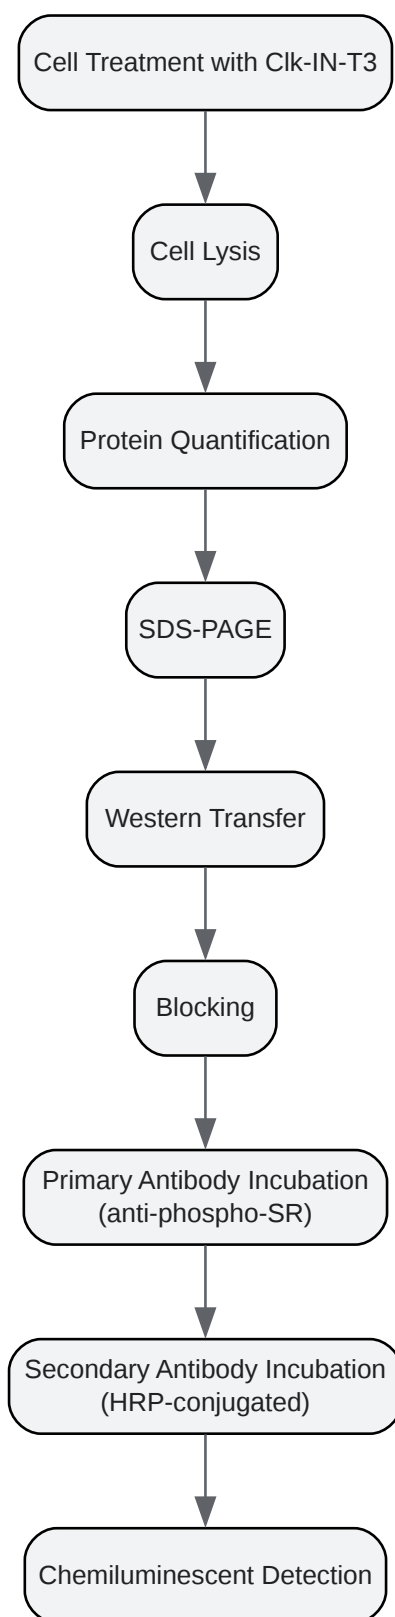 Cell Treatment with Clk-IN-T3
Cell Lysis
Protein Quantification
SDS-PAGE
Western Transfer
Blocking
Primary Antibody Incubation
(anti-phospho-SR)
Secondary Antibody Incubation
(HRP-conjugated)
Chemiluminescent Detection